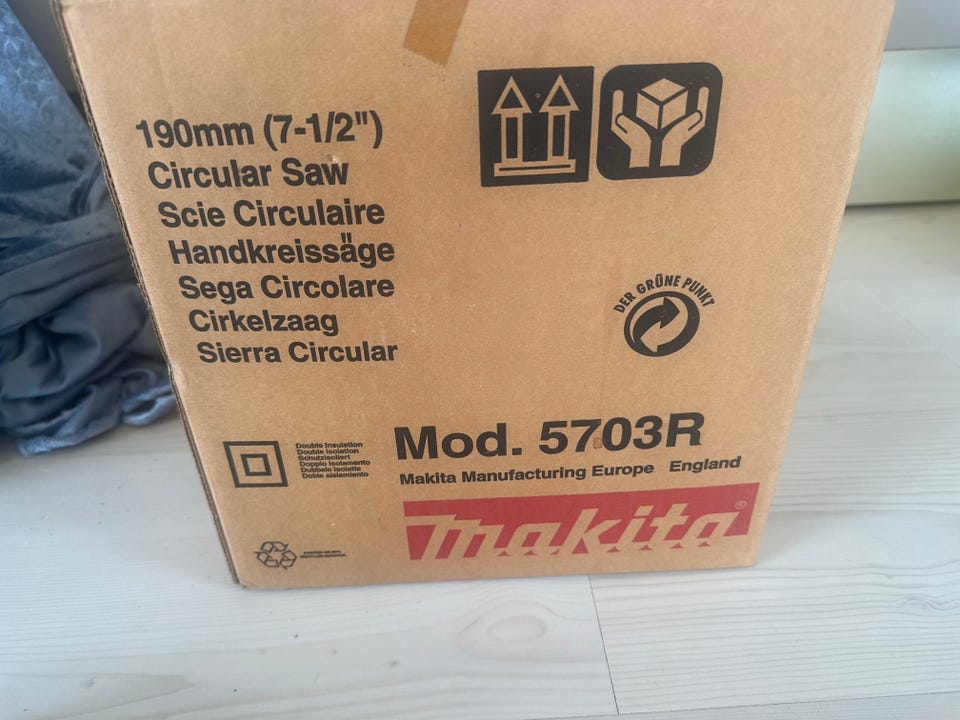 190mm (7-1/2")
Circular Saw
Scie Circulaire
Handkreissäge
Sega Circolare
Cirkelzaag
Sierra Circular
DER GRÜNE PUNKT
Double Insulation
Double Isolation
Schutzisoliert
Doppio Isolamento
Dubbele Isolatie
Doble aislamiento
Mod. 5703R
Makita Manufacturing Europe England
makita®